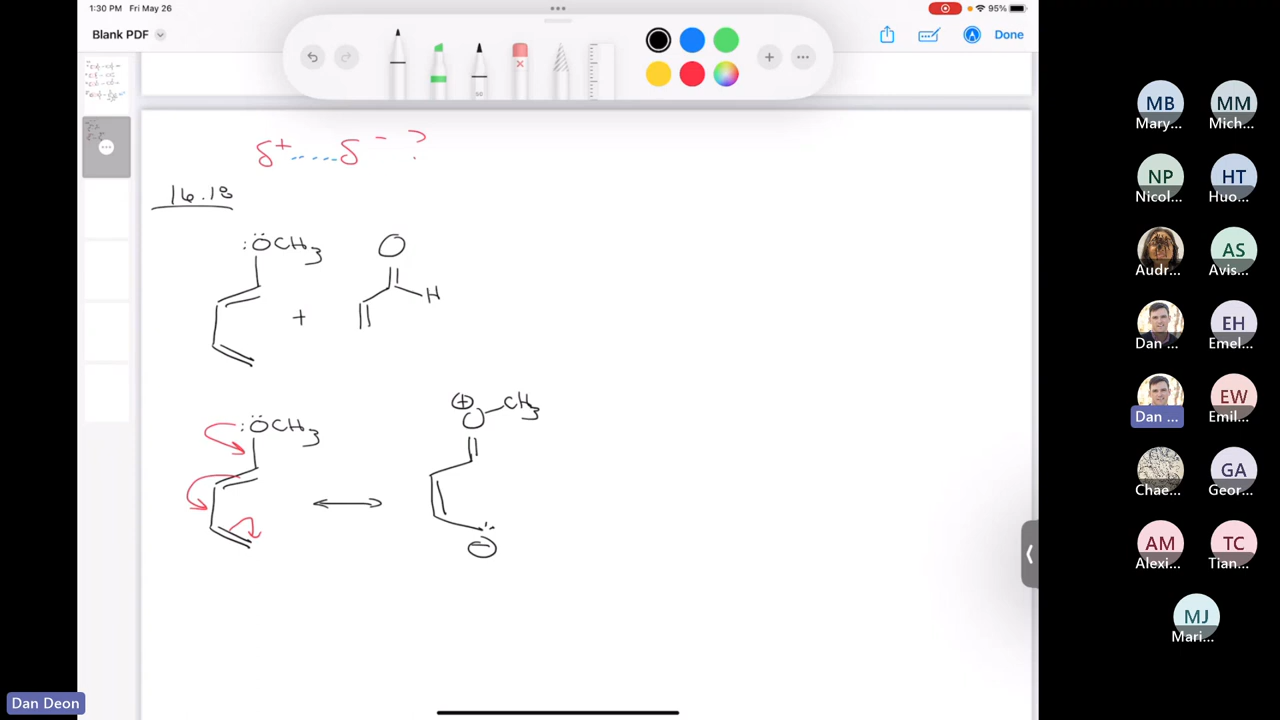 1:30 PM Fri May 26
95%
Blank PDF
Done
δ+ ..... δ- ?
16.18
:ÖCH3
O
H
+
:ÖCH3
⊕
O CH3
⊖
MB
Mary...
MM
Mich...
NP
Nicol...
HT
Huo...
Audr...
AS
Avis...
Dan ...
EH
Emel...
Dan ...
EW
Emil...
Chae...
GA
Geor...
AM
Alexi...
TC
Tian...
MJ
Mari...
Dan Deon